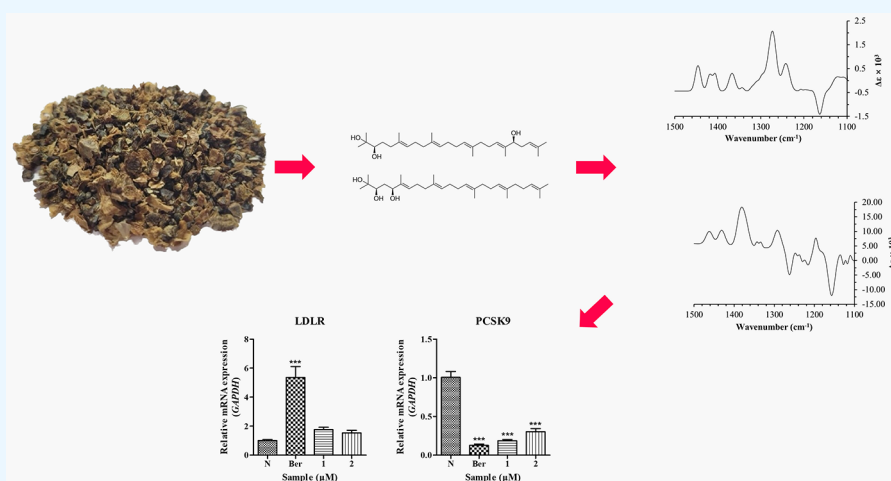 HO
OH
OH
HO
OH OH
2.5
1.5
0.5
-0.5
-1.5
Δε × 10³
1500 1400 1300 1200 1100
Wavenumber (cm⁻¹)
20.00
15.00
10.00
5.00
0.00
-5.00
-10.00
-15.00
1500 1400 1300 1200 1100
Wavenumber (cm⁻¹)
LDLR
Relative mRNA expression
(GAPDH)
8
6
4
2
0
***
N Ber 1 2
Sample (μM)
PCSK9
Relative mRNA expression
(GAPDH)
1.5
1.0
0.5
0.0
*** *** ***
N Ber 1 2
Sample (μM)